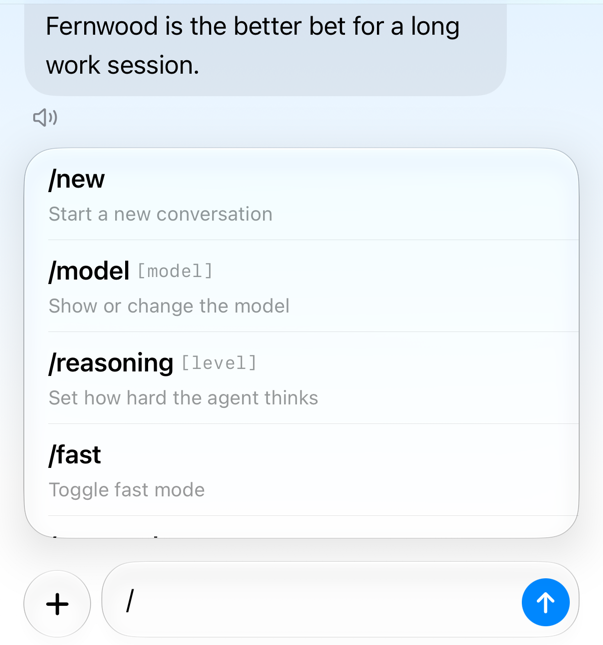 Fernwood is the better bet for a long
work session.
/new
Start a new conversation
/model [model]
Show or change the model
/reasoning [level]
Set how hard the agent thinks
/fast
Toggle fast mode
/